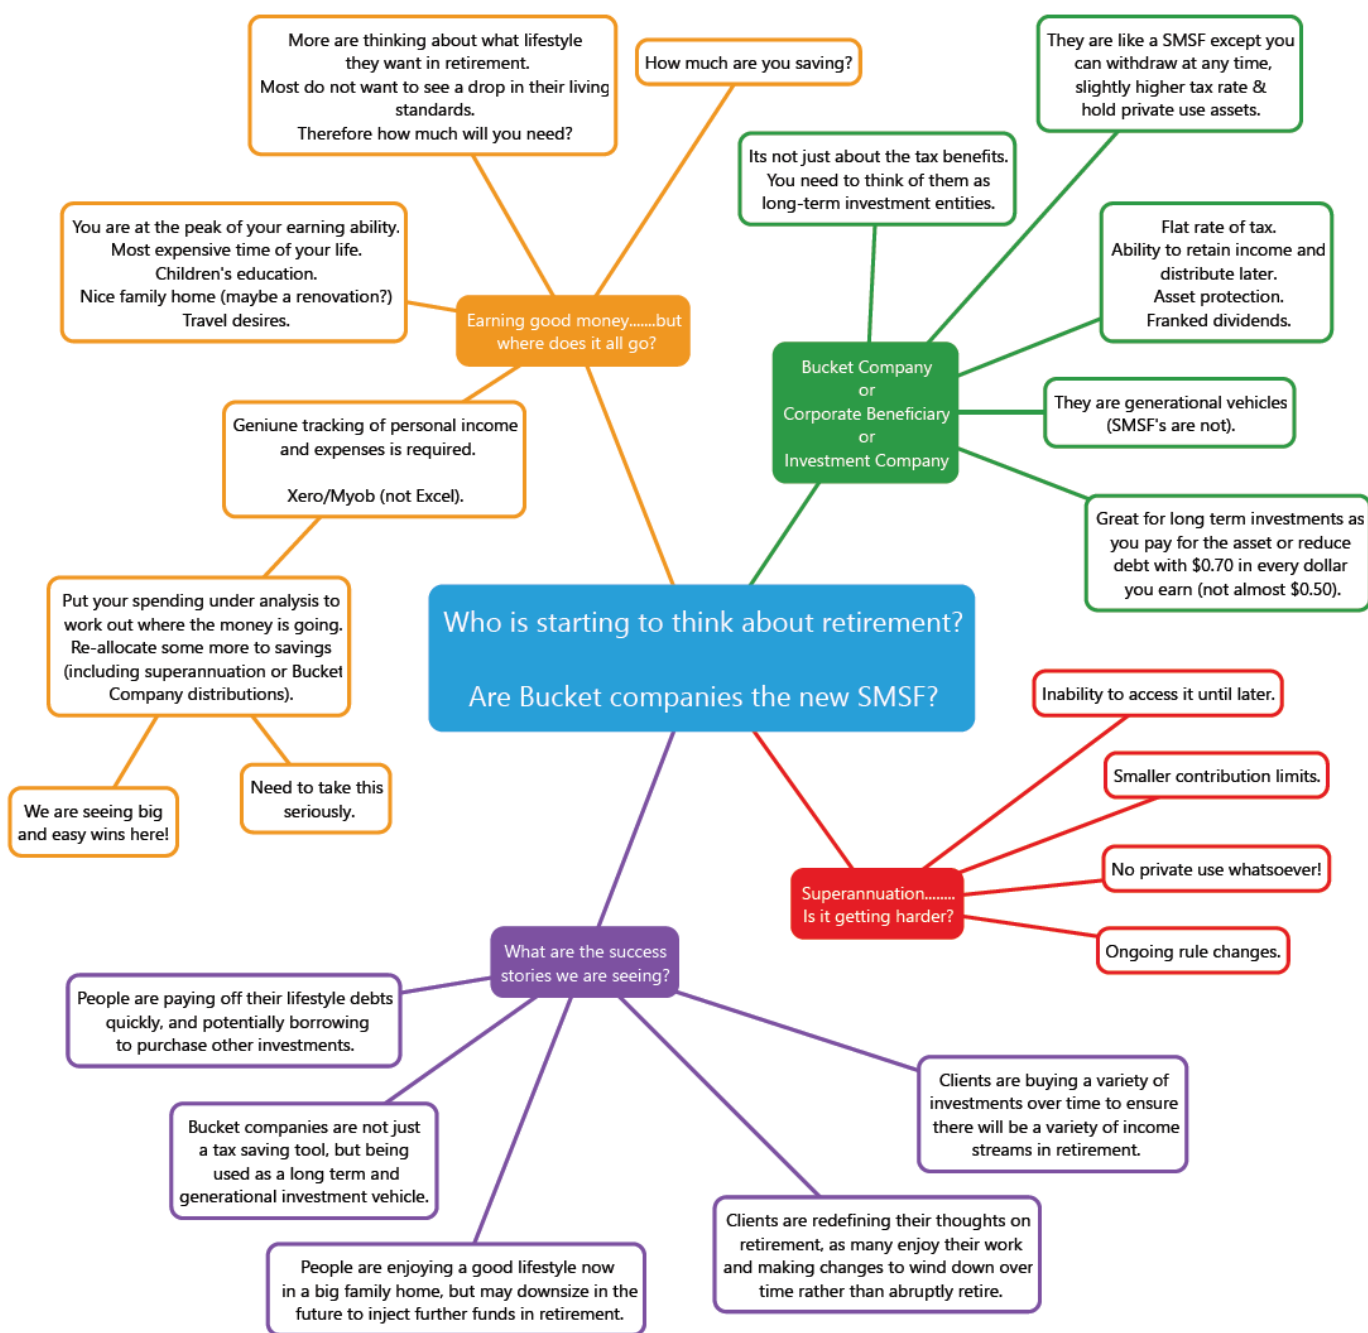 More are thinking about what lifestyle
they want in retirement.
Most do not want to see a drop in their living
standards.
Therefore how much will you need?
How much are you saving?
They are like a SMSF except you
can withdraw at any time,
slightly higher tax rate &
hold private use assets.
Its not just about the tax benefits.
You need to think of them as
long-term investment entities.
You are at the peak of your earning ability.
Most expensive time of your life.
Children's education.
Nice family home (maybe a renovation?)
Travel desires.
Flat rate of tax.
Ability to retain income and
distribute later.
Asset protection.
Franked dividends.
Earning good money.......but
where does it all go?
Bucket Company
or
Corporate Beneficiary
or
Investment Company
They are generational vehicles
(SMSF's are not).
Geniune tracking of personal income
and expenses is required.
Xero/Myob (not Excel).
Great for long term investments as
you pay for the asset or reduce
debt with $0.70 in every dollar
you earn (not almost $0.50).
Put your spending under analysis to
work out where the money is going.
Re-allocate some more to savings
(including superannuation or Bucket
Company distributions).
Who is starting to think about retirement?
Are Bucket companies the new SMSF?
Inability to access it until later.
Smaller contribution limits.
Need to take this
seriously.
We are seeing big
and easy wins here!
No private use whatsoever!
Superannuation........
Is it getting harder?
Ongoing rule changes.
What are the success
stories we are seeing?
People are paying off their lifestyle debts
quickly, and potentially borrowing
to purchase other investments.
Clients are buying a variety of
investments over time to ensure
there will be a variety of income
streams in retirement.
Bucket companies are not just
a tax saving tool, but being
used as a long term and
generational investment vehicle.
Clients are redefining their thoughts on
retirement, as many enjoy their work
and making changes to wind down over
time rather than abruptly retire.
People are enjoying a good lifestyle now
in a big family home, but may downsize in the
future to inject further funds in retirement.